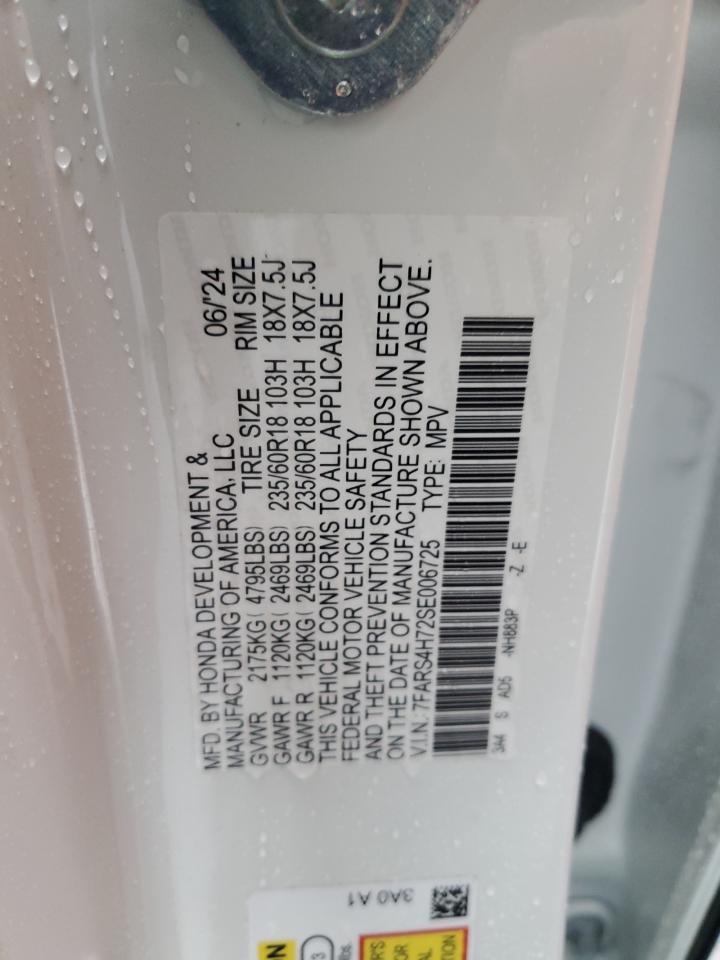 MFD. BY HONDA DEVELOPMENT &
MANUFACTURING OF AMERICA, LLC 06/'24
GVWR 2175KG( 4795LBS) TIRE SIZE RIM SIZE
GAWR F 1120KG( 2469LBS) 235/60R18 103H 18X7.5J
GAWR R 1120KG( 2469LBS) 235/60R18 103H 18X7.5J
THIS VEHICLE CONFORMS TO ALL APPLICABLE
FEDERAL MOTOR VEHICLE SAFETY
AND THEFT PREVENTION STANDARDS IN EFFECT
ON THE DATE OF MANUFACTURE SHOWN ABOVE.
V.I.N.: 7FARS4H72SE006725 TYPE: MPV
3A4 S AD6 -NH883P -Z -E
3A0 A1